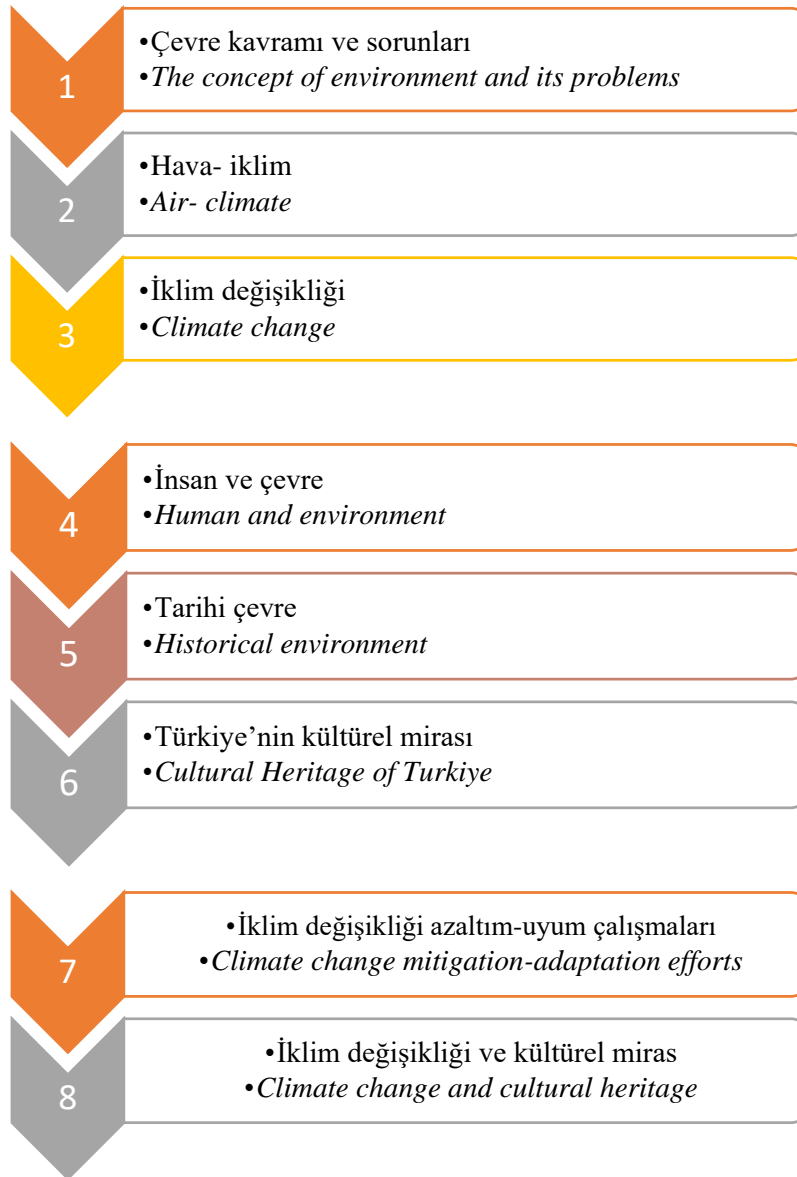 1
•Çevre kavramı ve sorunları
•The concept of environment and its problems
2
•Hava- iklim
•Air- climate
3
•İklim değişikliği
•Climate change
4
•İnsan ve çevre
•Human and environment
5
•Tarihi çevre
•Historical environment
6
•Türkiye’nin kültürel mirası
•Cultural Heritage of Turkiye
7
•İklim değişikliği azaltım-uyum çalışmaları
•Climate change mitigation-adaptation efforts
8
•İklim değişikliği ve kültürel miras
•Climate change and cultural heritage